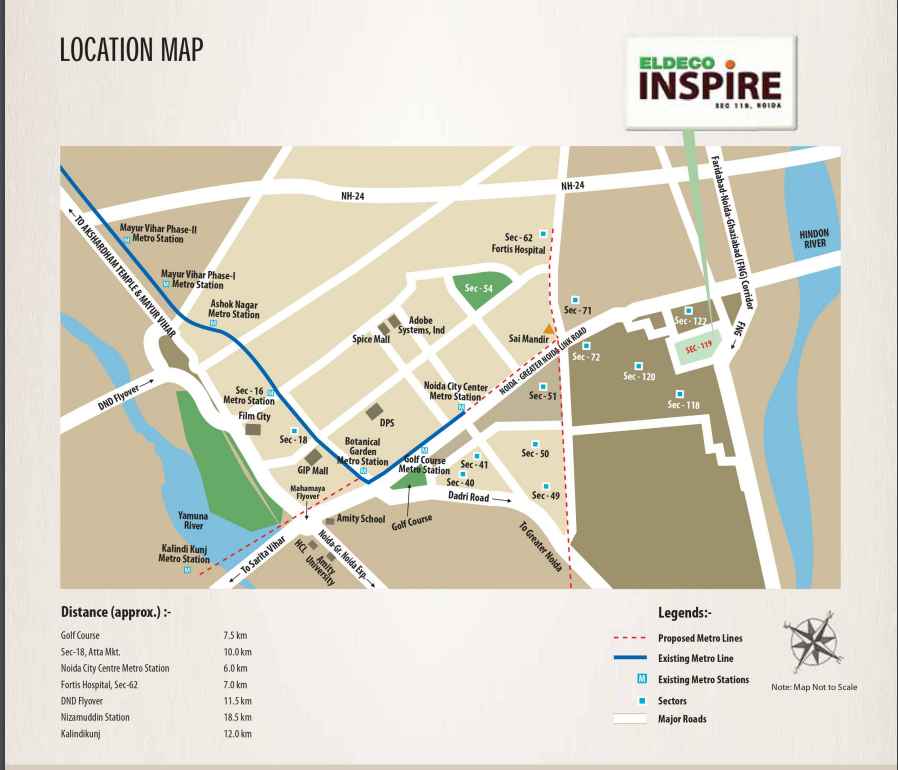 LOCATION MAP
ELDECO
INSPIRE
SEC 119, NOIDA
NH-24
NH-24
Faridabad-Noida-Ghaziabad (FNG) Corridor
HINDON
RIVER
TO AKSHARDHAM TEMPLE & MAYUR VIHAR
Mayur Vihar Phase-II
M Metro Station
Mayur Vihar Phase-I
M Metro Station
Ashok Nagar
Metro Station
M
Sec - 62
Fortis Hospital
Sec - 54
Sec - 71
Sec - 122
FNG
SEC - 119
Adobe
Systems, Ind
Spice Mall
Sai Mandir
NOIDA - GREATER NOIDA LINK ROAD
Sec - 72
Sec - 120
Sec - 118
Sec - 51
DND Flyover
Sec - 16
Metro Station
M
Noida City Center
Metro Station
M
Film City
DPS
Sec - 18
Botanical
Garden
Metro Station
M
GIP Mall
M
Golf Course
Metro Station
Sec - 41
Sec - 40
Sec - 50
Sec - 49
Mahamaya
Flyover
Dadri Road
Golf Course
Amity School
Yamuna
River
To Greater Noida
Kalindi Kunj
Metro Station
M
To Sarita Vihar
HCL
Amity
University
Noida-Gr. Noida Exp.
Distance (approx.) :-
Golf Course 7.5 km
Sec-18, Atta Mkt. 10.0 km
Noida City Centre Metro Station 6.0 km
Fortis Hospital, Sec-62 7.0 km
DND Flyover 11.5 km
Nizamuddin Station 18.5 km
Kalindikunj 12.0 km
Legends:-
Proposed Metro Lines
Existing Metro Line
M Existing Metro Stations
Sectors
Major Roads
Note: Map Not to Scale